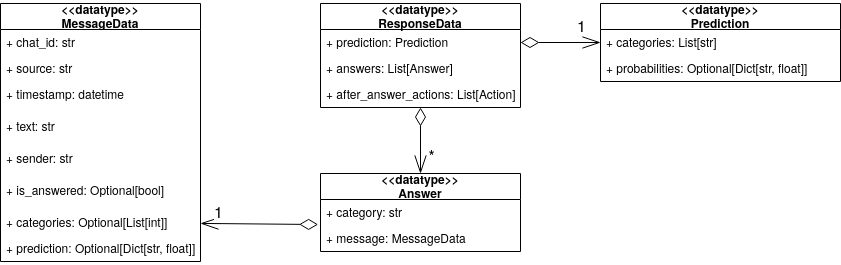 <<datatype>>
MessageData
+ chat_id: str
+ source: str
+ timestamp: datetime
+ text: str
+ sender: str
+ is_answered: Optional[bool]
+ categories: Optional[List[int]]
+ prediction: Optional[Dict[str, float]]
<<datatype>>
ResponseData
+ prediction: Prediction
+ answers: List[Answer]
+ after_answer_actions: List[Action]
1
<<datatype>>
Prediction
+ categories: List[str]
+ probabilities: Optional[Dict[str, float]]
*
<<datatype>>
Answer
+ category: str
+ message: MessageData
1